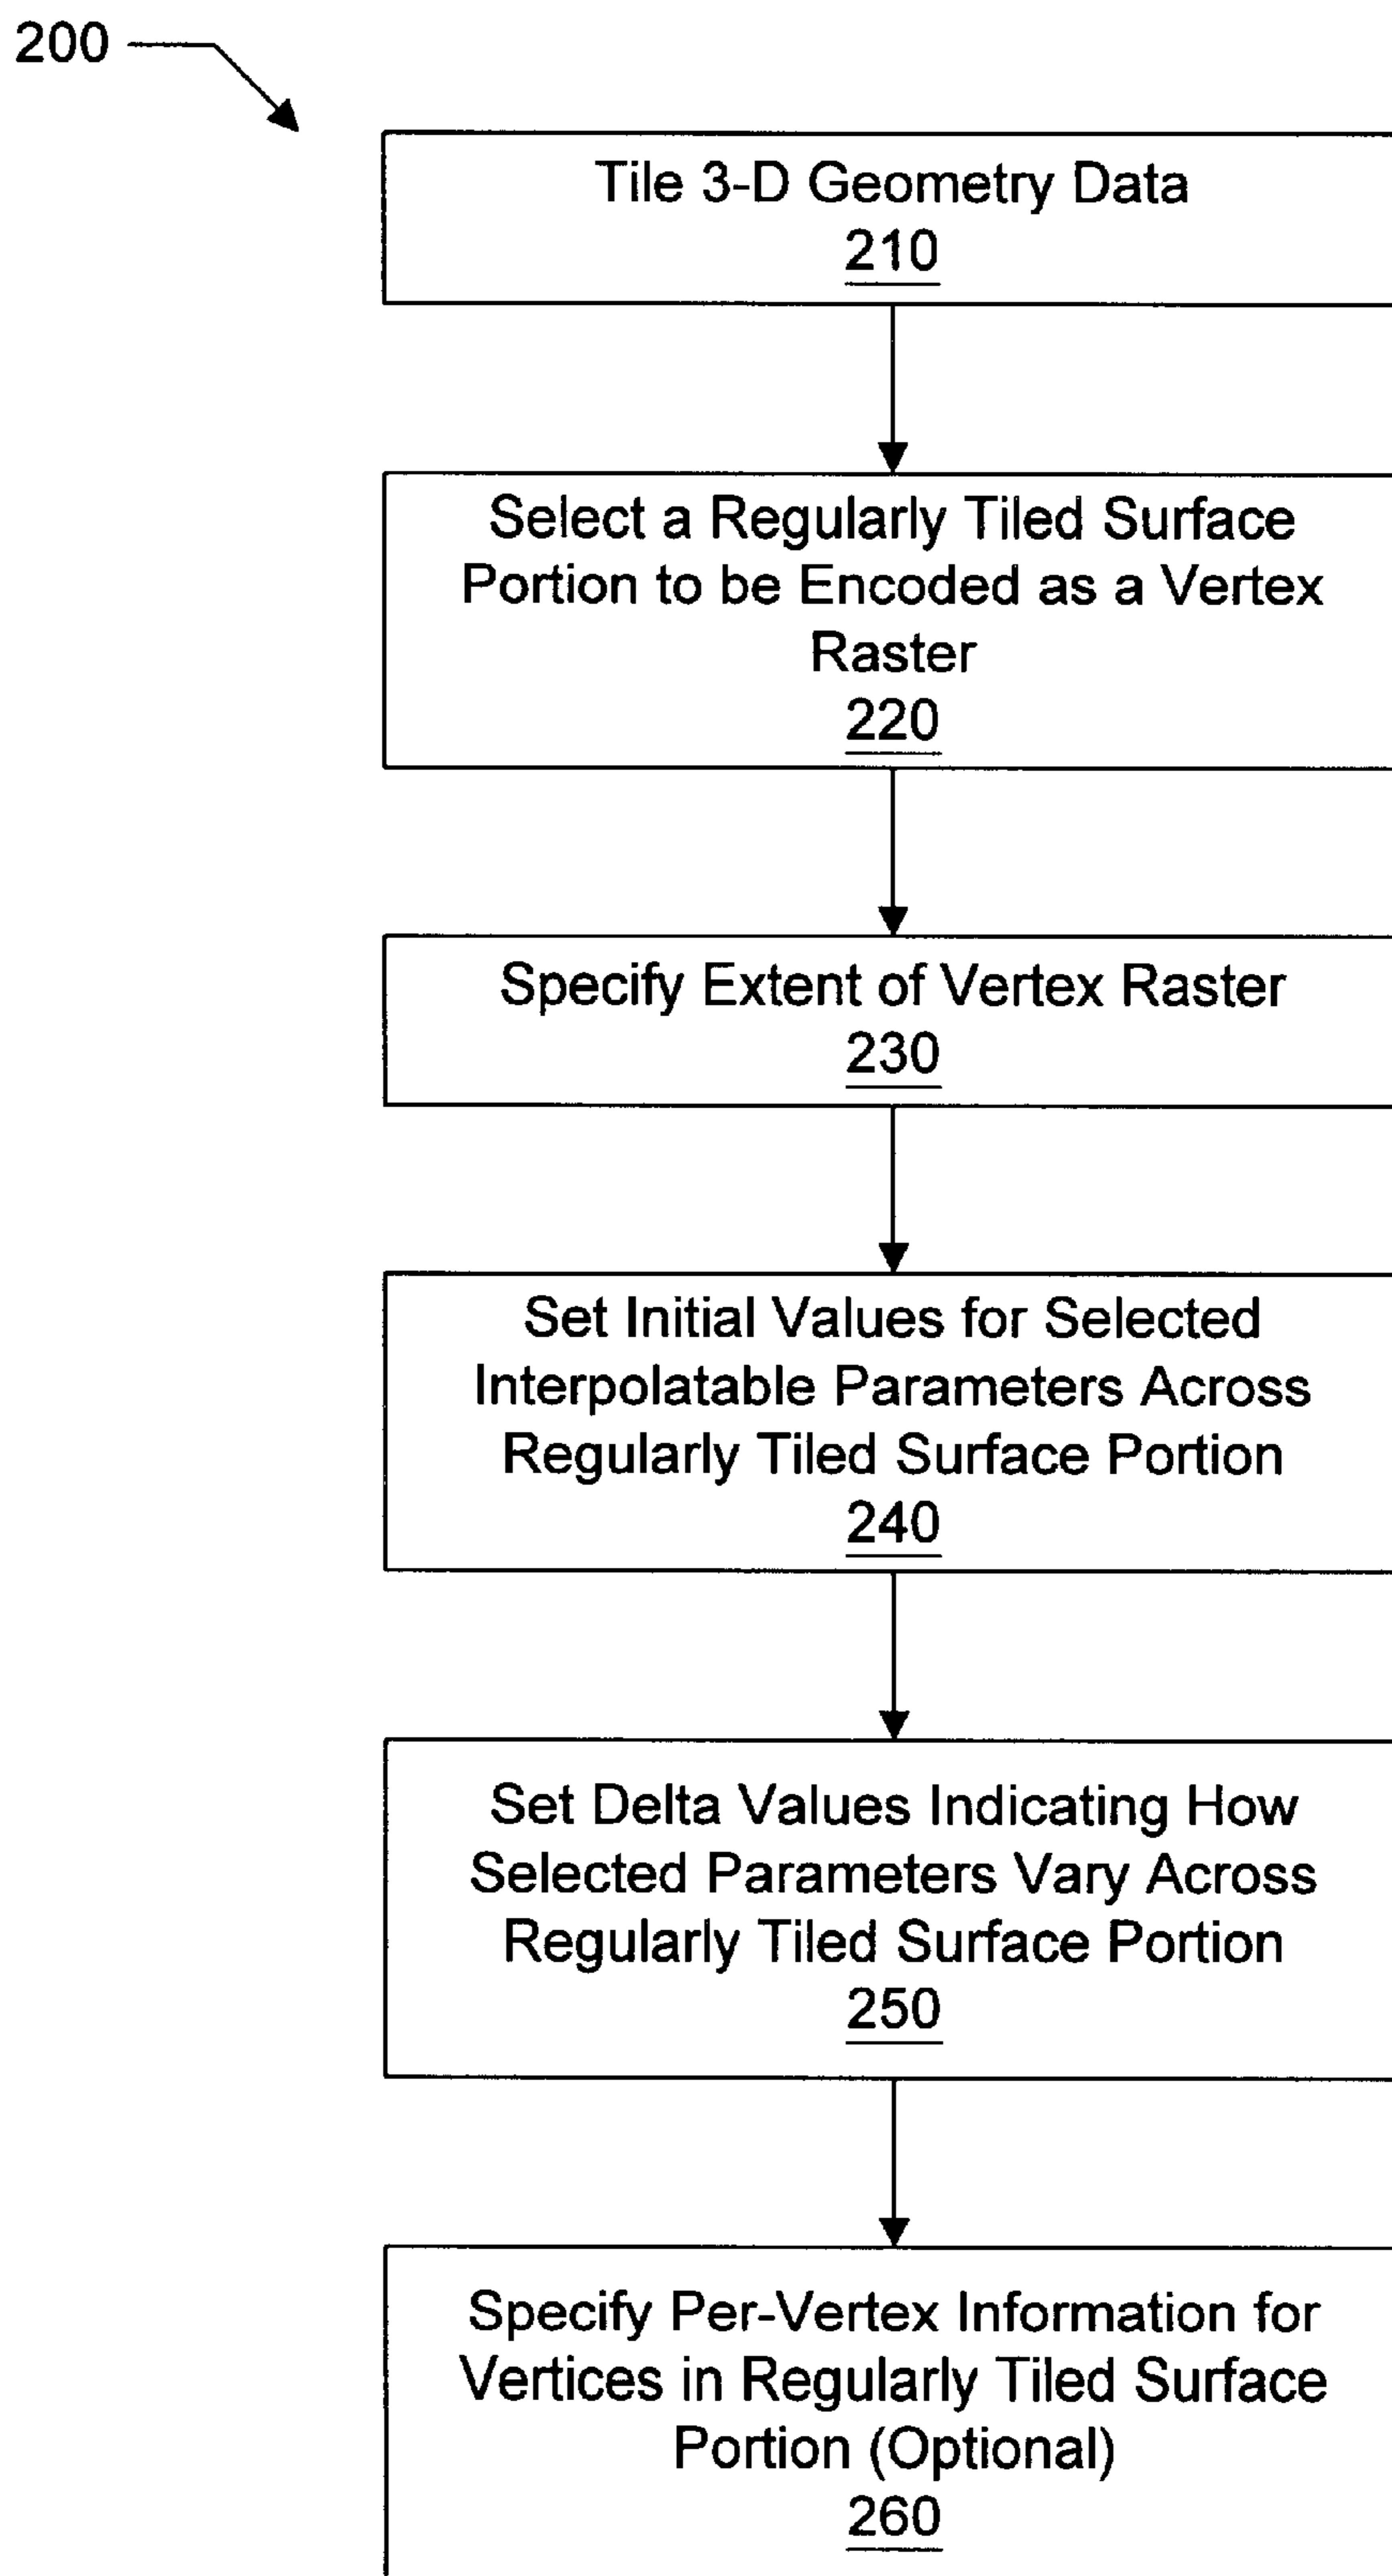 200
Tile 3-D Geometry Data
210
Select a Regularly Tiled Surface
Portion to be Encoded as a Vertex
Raster
220
Specify Extent of Vertex Raster
230
Set Initial Values for Selected
Interpolatable Parameters Across
Regularly Tiled Surface Portion
240
Set Delta Values Indicating How
Selected Parameters Vary Across
Regularly Tiled Surface Portion
250
Specify Per-Vertex Information for
Vertices in Regularly Tiled Surface
Portion (Optional)
260